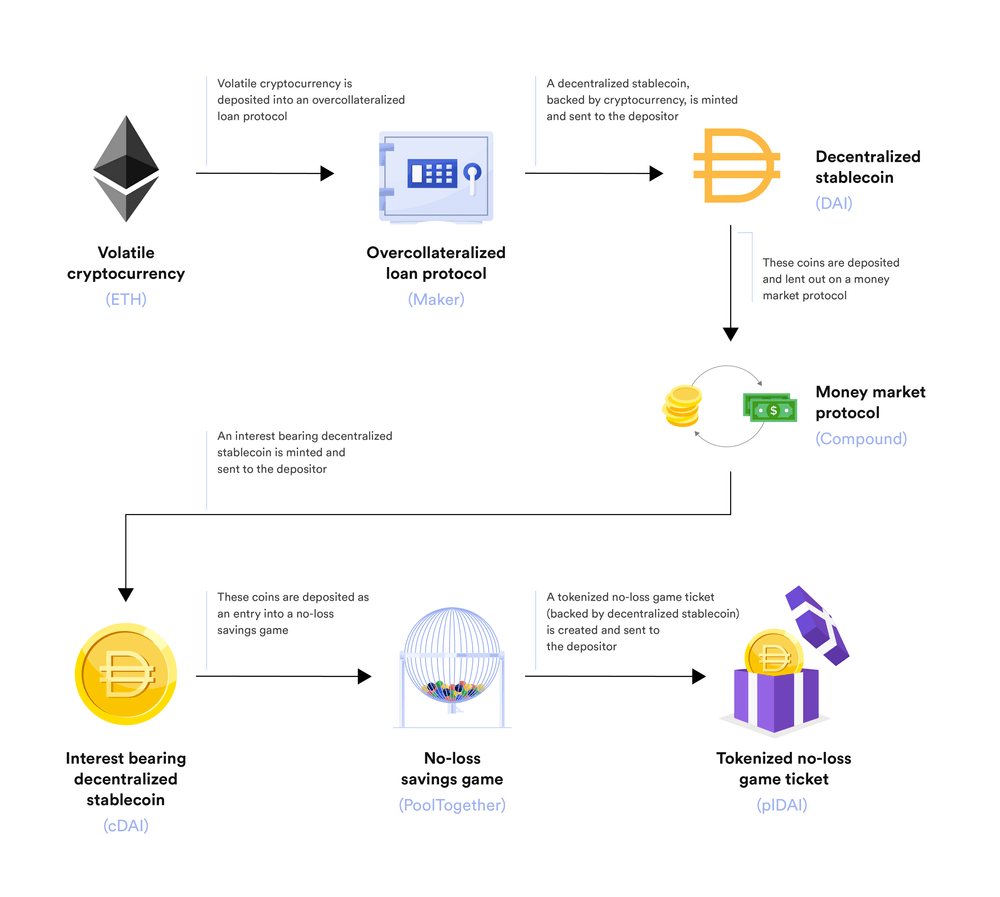 Volatile cryptocurrency is
deposited into an overcollateralized
loan protocol
A decentralized stablecoin,
backed by cryptocurrency, is minted
and sent to the depositor
Volatile
cryptocurrency
(ETH)
Overcollateralized
loan protocol
(Maker)
Decentralized
stablecoin
(DAI)
These coins are deposited
and lent out on a money
market protocol
$
Money market
protocol
(Compound)
An interest bearing decentralized
stablecoin is minted and
sent to the depositor
These coins are deposited as
an entry into a no-loss
savings game
A tokenized no-loss game ticket
(backed by decentralized stablecoin)
is created and sent to
the depositor
Interest bearing
decentralized
stablecoin
(cDAI)
No-loss
savings game
(PoolTogether)
Tokenized no-loss
game ticket
(plDAI)